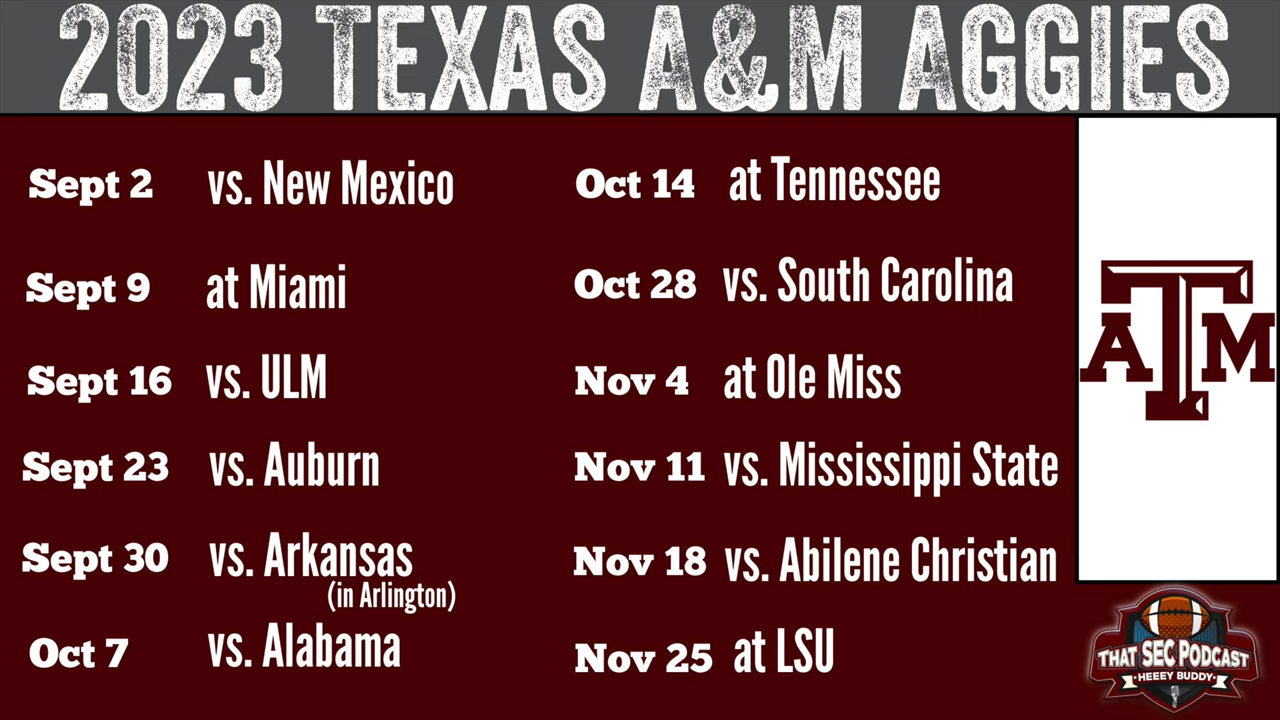 2023 TEXAS A&M AGGIES
Sept 2 vs. New Mexico
Sept 9 at Miami
Sept 16 vs. ULM
Sept 23 vs. Auburn
Sept 30 vs. Arkansas
(in Arlington)
Oct 7 vs. Alabama
Oct 14 at Tennessee
Oct 28 vs. South Carolina
Nov 4 at Ole Miss
Nov 11 vs. Mississippi State
Nov 18 vs. Abilene Christian
Nov 25 at LSU
ATM
THAT SEC PODCAST
HEEEY BUDDY